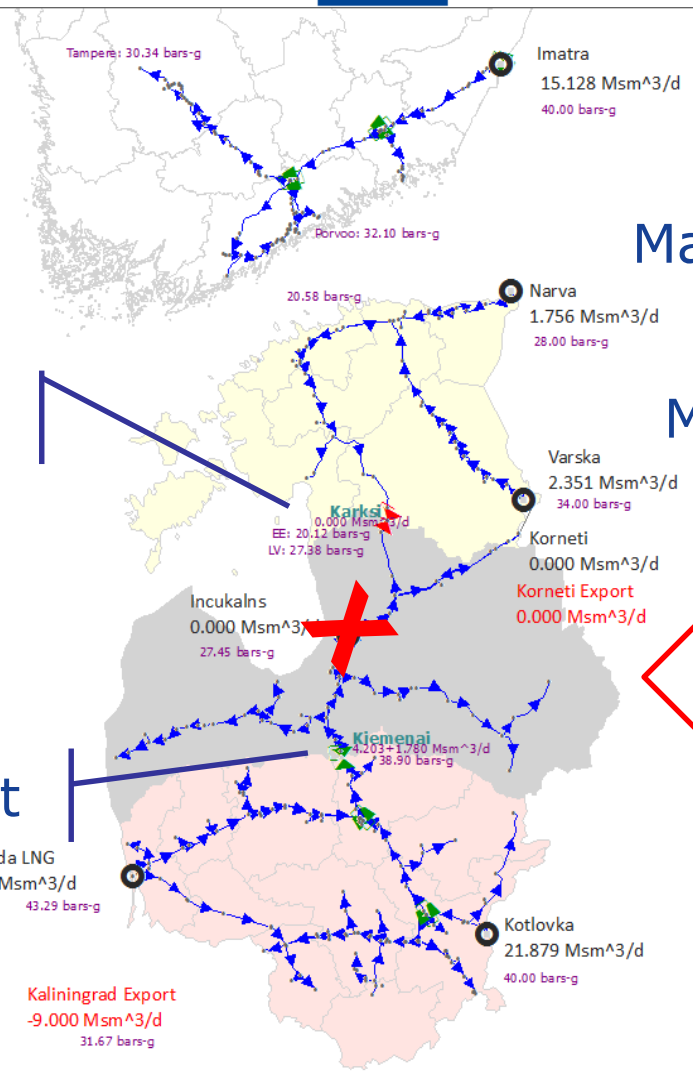 Tampere: 30.34 bars-g
Imatra
15.128 Msm^3/d
40.00 bars-g
Porvoo: 32.10 bars-g
Ma
20.58 bars-g
Narva
1.756 Msm^3/d
28.00 bars-g
M
Varska
2.351 Msm^3/d
34.00 bars-g
Karksi
0.000 Msm^3/d
EE: 20.12 bars-g
LV: 27.38 bars-g
Korneti
0.000 Msm^3/d
Korneti Export
0.000 Msm^3/d
Incukalns
0.000 Msm^3/
27.45 bars-g
Kiemenai
4.203+1.780 Msm^3/d
38.90 bars-g
t
da LNG
Msm^3/d
43.29 bars-g
Kotlovka
21.879 Msm^3/d
40.00 bars-g
Kaliningrad Export
-9.000 Msm^3/d
31.67 bars-g